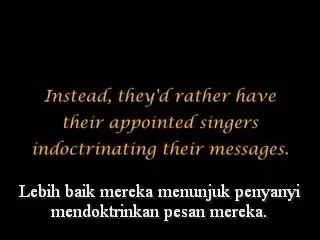 Instead, they'd rather have
their appointed singers
indoctrinating their messages.
Lebih baik mereka menunjuk penyanyi
mendoktrinkan pesan mereka.